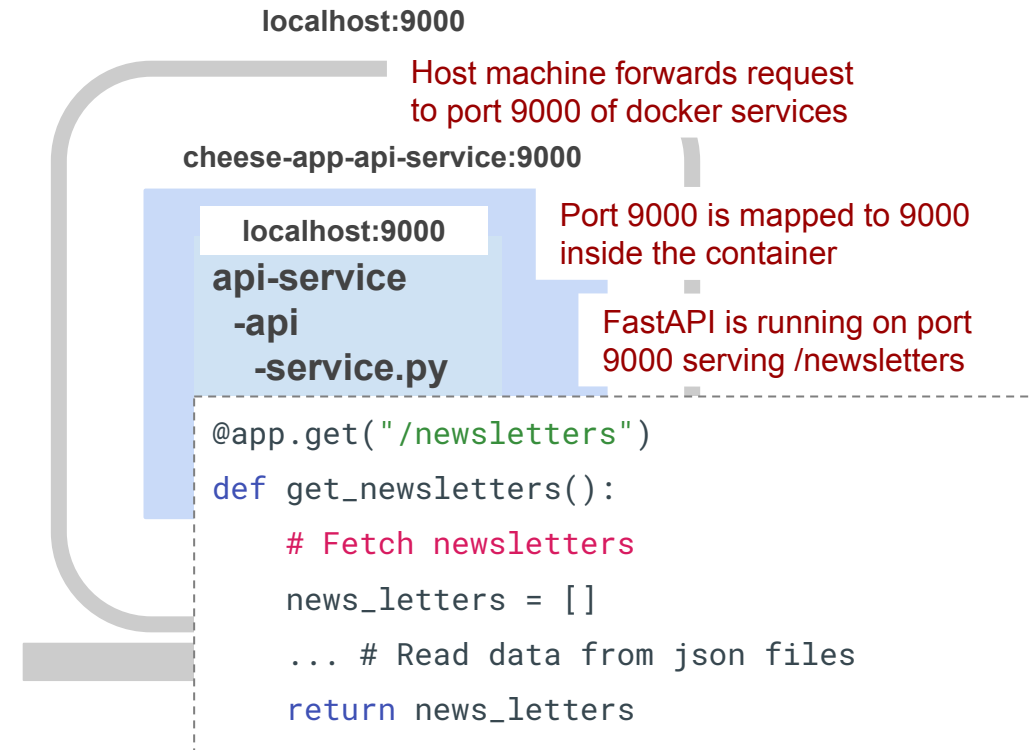 localhost:9000
Host machine forwards request
to port 9000 of docker services
cheese-app-api-service:9000
Port 9000 is mapped to 9000
inside the container
localhost:9000
api-service
-api
-service.py
FastAPI is running on port
9000 serving /newsletters
@app.get("/newsletters")
def get_newsletters():
    # Fetch newsletters
    news_letters = []
    ... # Read data from json files
    return news_letters